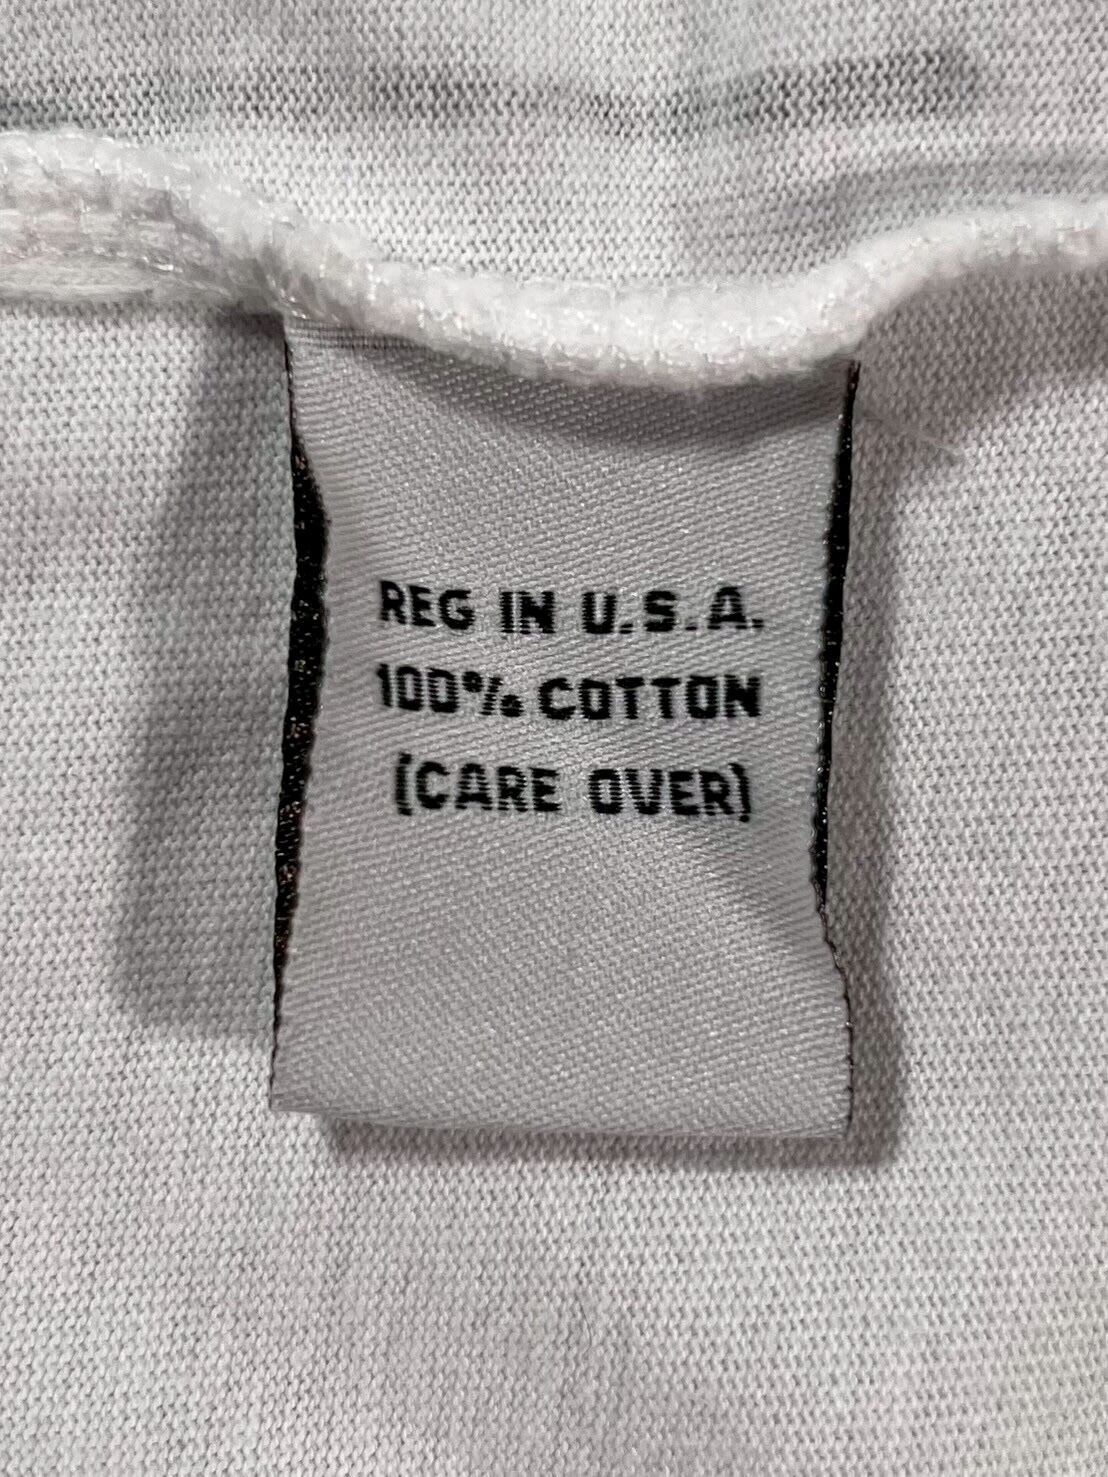 REG IN U.S.A.
100% COTTON
(CARE OVER)